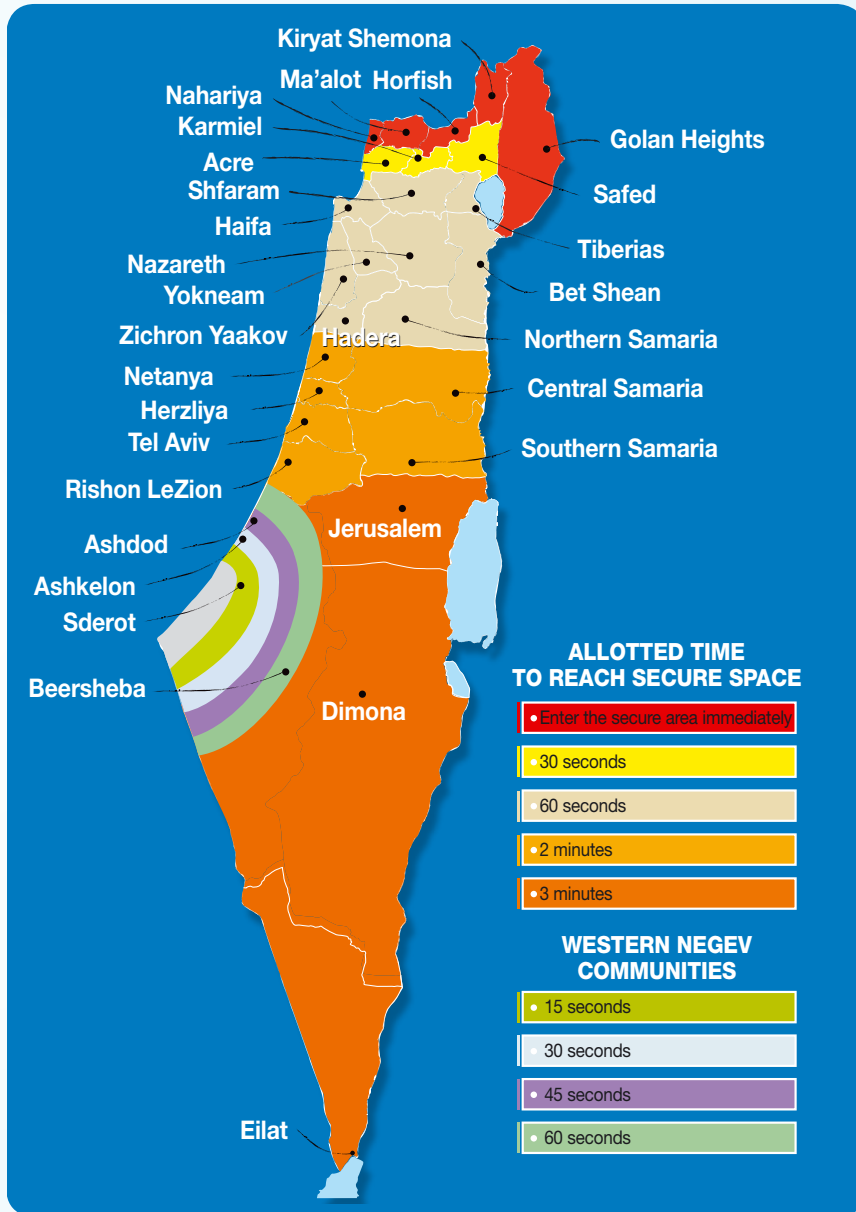 Kiryat Shemona
Ma'alot
Horfish
Nahariya
Karmiel
Golan Heights
Acre
Shfaram
Safed
Haifa
Tiberias
Nazareth
Yokneam
Bet Shean
Zichron Yaakov
Hadera
Northern Samaria
Netanya
Central Samaria
Herzliya
Tel Aviv
Southern Samaria
Rishon LeZion
Jerusalem
Ashdod
Ashkelon
Sderot
Beersheba
Dimona
Eilat
ALLOTTED TIME
TO REACH SECURE SPACE
• Enter the secure area immediately
• 30 seconds
• 60 seconds
• 2 minutes
• 3 minutes
WESTERN NEGEV
COMMUNITIES
• 15 seconds
• 30 seconds
• 45 seconds
• 60 seconds